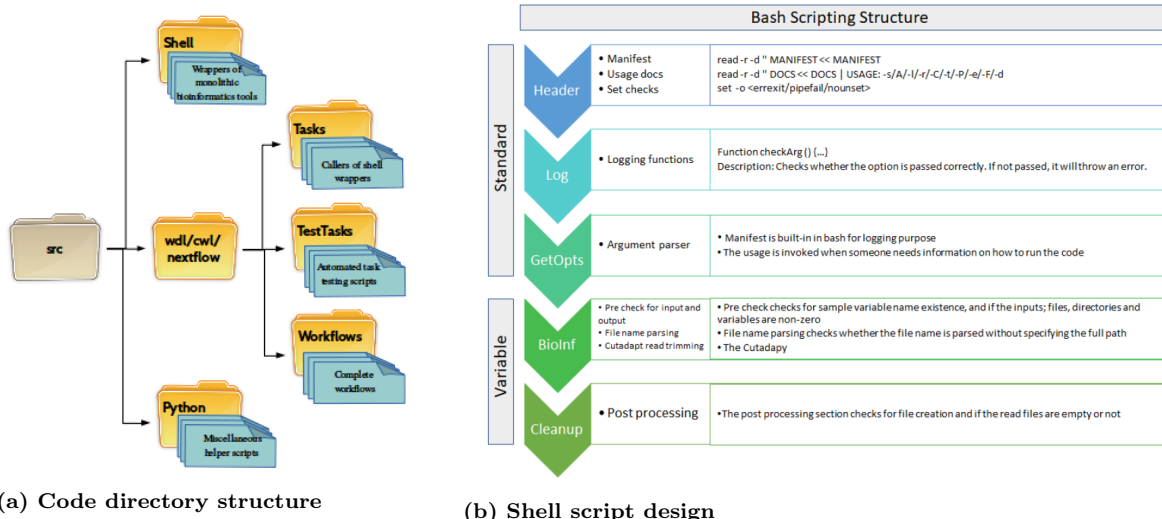 Shell
Wrappers of
monolithic
bioinformatics tools
Tasks
Callers of shell
wrappers
src
wdl/cwl/
nextflow
TestTasks
Automated task
testing scripts
Workflows
Complete
workflows
Python
Miscellaneous
helper scripts
(a) Code directory structure
Bash Scripting Structure
Standard
Header
• Manifest
• Usage docs
• Set checks
read -r -d '' MANIFEST << MANIFEST
read -r -d '' DOCS << DOCS | USAGE: -s/A/-l/-r/-C/-t/-P/-e/-F/-d
set -o <errexit/pipefail/nounset>
Log
• Logging functions
Function checkArg () {...}
Description: Checks whether the option is passed correctly. If not passed, it will throw an error.
GetOpts
• Argument parser
• Manifest is built-in in bash for logging purpose
• The usage is invoked when someone needs information on how to run the code
Variable
BioInf
• Pre check for input and
output
• File name parsing
• Cutadapt read trimming
• Pre check checks for sample variable name existence, and if the inputs; files, directories and
variables are non-zero
• File name parsing checks whether the file name is parsed without specifying the full path
• The Cutadapy
Cleanup
• Post processing
•The post processing section checks for file creation and if the read files are empty or not
(b) Shell script design